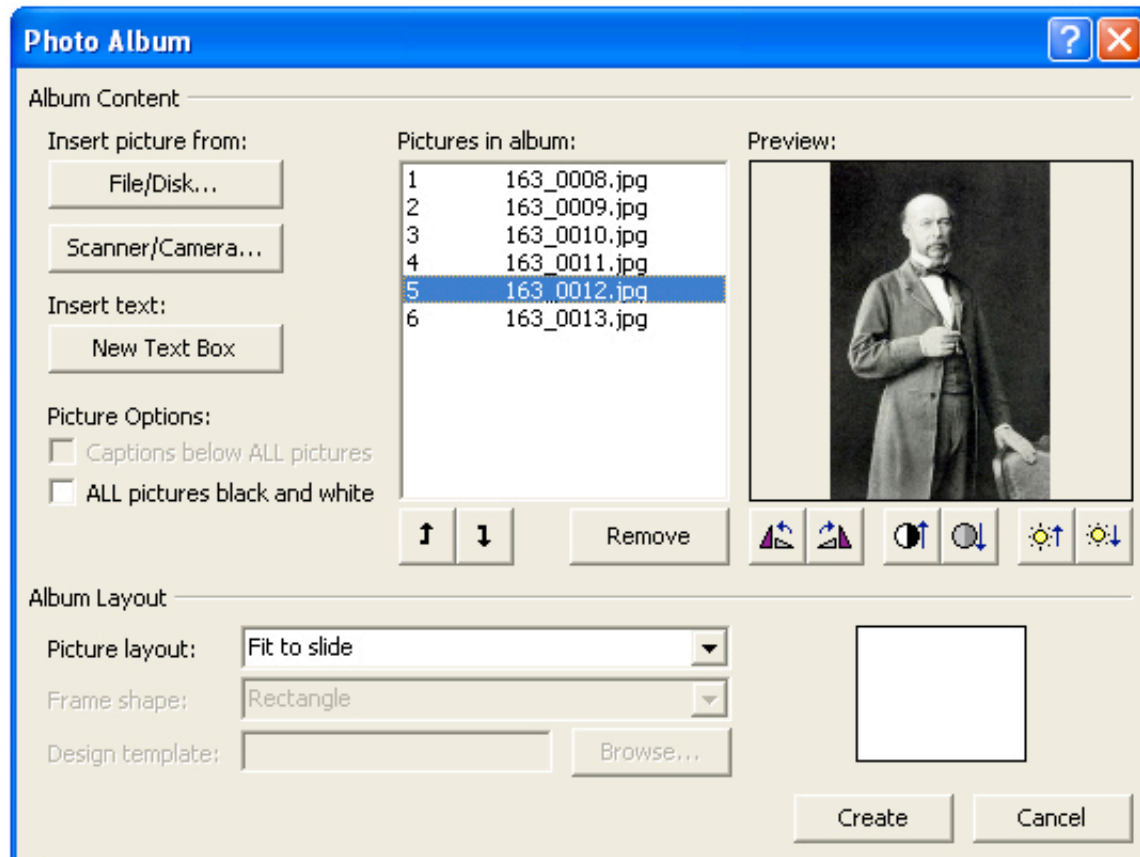 Photo Album
Album Content
Insert picture from:
File/Disk...
Scanner/Camera...
Insert text:
New Text Box
Picture Options:
Captions below ALL pictures
ALL pictures black and white
Pictures in album:
1 163_0008.jpg
2 163_0009.jpg
3 163_0010.jpg
4 163_0011.jpg
5 163_0012.jpg
6 163_0013.jpg
Remove
Preview:
Album Layout
Picture layout: Fit to slide
Frame shape: Rectangle
Design template: Browse...
Create Cancel